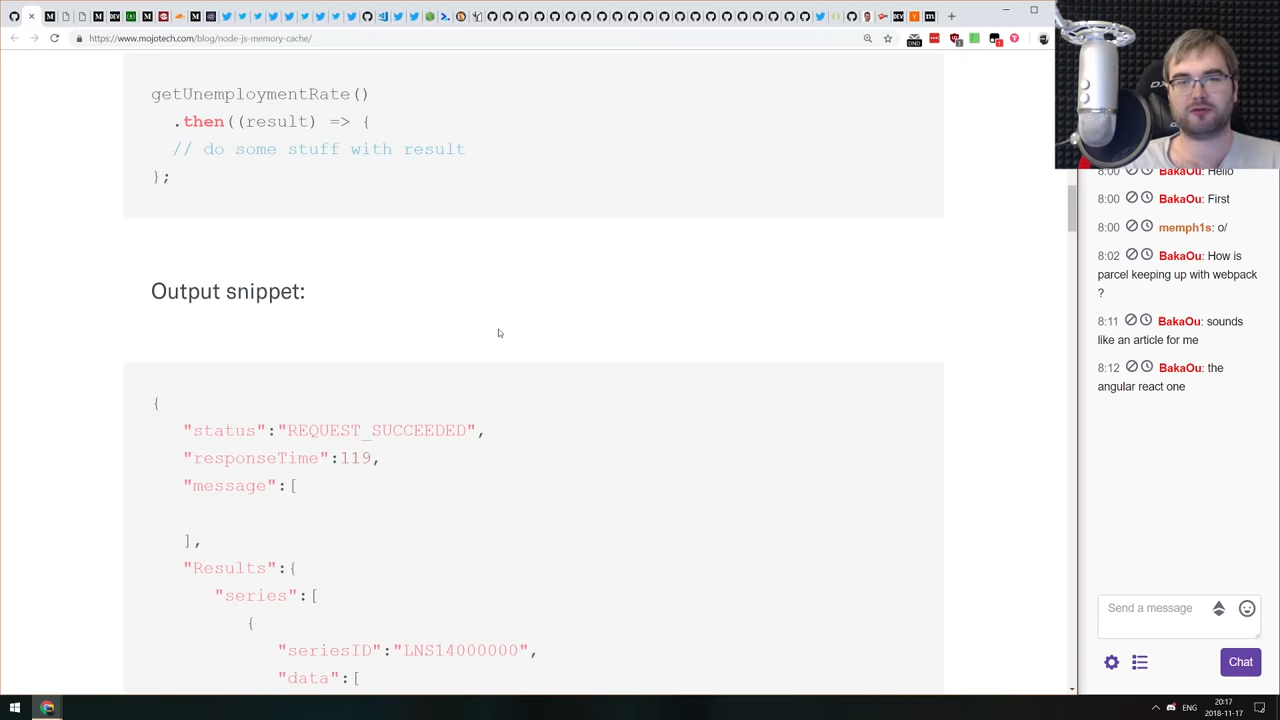 https://www.mojotech.com/blog/node-js-memory-cache/
getUnemploymentRate()
.then((result) => {
// do some stuff with result
};
Output snippet:
{
"status":"REQUEST_SUCCEEDED",
"responseTime":119,
"message":[
],
"Results":{
"series":[
{
"seriesID":"LNS14000000",
"data":[
8:00 BakaOu: Hello
8:00 BakaOu: First
8:00 memph1s: o/
8:02 BakaOu: How is
parcel keeping up with webpack
?
8:11 BakaOu: sounds
like an article for me
8:12 BakaOu: the
angular react one
Send a message
Chat
ENG
20:17
2018-11-17